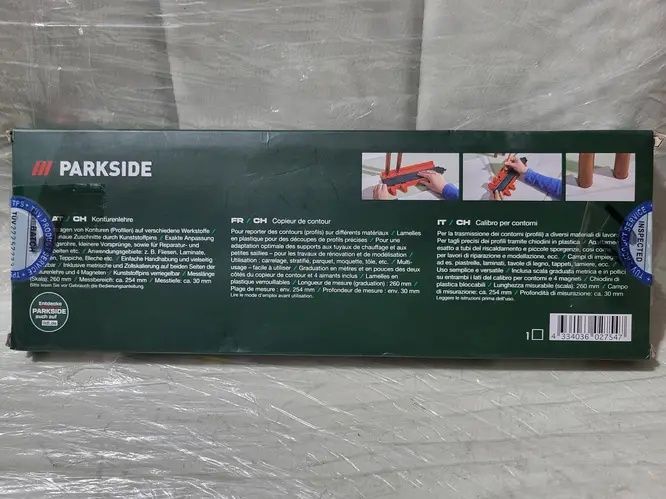 PARKSIDE
AT / CH Konturenlehre
ragen von Konturen (Profilen) auf verschiedene Werkstoffe /
naue Zuschnitte durch Kunststoffpins / Exakte Anpassung
grohre, kleinere Vorsprünge, sowie für Reparatur- und
eiten etc. / Anwendungsgebiete: z. B. Fliesen, Laminate,
n, Teppiche, Bleche etc. / Einfache Handhabung und vielseitig
/ Inklusive metrischer und Zollskalierung auf beiden Seiten der
urenlehre und 4 Magneten / Kunststoffpins verriegelbar / Messlänge
(Skala): 260 mm / Messbereich: ca. 254 mm / Messtiefe: ca. 30 mm
Bitte lesen Sie vor Gebrauch die Bedienungsanleitung.
Entdecke
PARKSIDE
auch auf
lidl.de
FR / CH Copieur de contour
Pour reporter des contours (profils) sur différents matériaux / Lamelles
en plastique pour des découpes de profils précises / Pour une
adaptation optimale des supports aux tuyaux de chauffage et aux
petites saillies – pour les travaux de rénovation et de modélisation /
Utilisation : carrelage, stratifié, parquet, moquette, tôle, etc. / Multi-
usage - facile à utiliser / Graduation en mètres et en pouces des deux
côtés du copieur de contour et 4 aimants inclus / Lamelles en
plastique verrouillables / Longueur de mesure (graduation) : 260 mm /
Plage de mesure : env. 254 mm / Profondeur de mesure : env. 30 mm
Lire le mode d'emploi avant utilisation.
IT / CH Calibro per contorni
Per la trasmissione dei contorni (profili) a diversi materiali di lavor
Per tagli precisi dei profili tramite chiodini in plastica / Adattamento
esatto a tubi del riscaldamento e piccole sporgenze, così con
per lavori di riparazione e modellazione, ecc. / Campi di impieg
ad es. piastrelle, laminati, tavole di legno, tappeti, lamiere, ecc. /
Uso semplice e versatile / Inclusa scala graduata metrica e in pollici
su entrambi i lati del calibro per contorni e 4 magneti / Chiodini di
plastica bloccabili / Lunghezza misurabile (scala): 260 mm / Campo
di misurazione: ca. 254 mm / Profondità di misurazione: ca. 30 mm
Leggere le istruzioni prima dell'uso.
INSPECTED
1
4 334036 027547